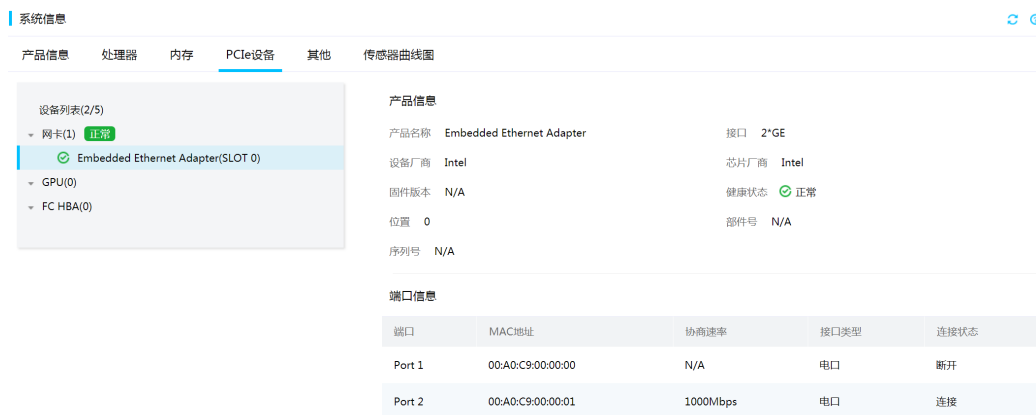 系统信息
产品信息 处理器 内存 PCIe设备 其他 传感器曲线图
设备列表(2/5)
网卡(1) 正常
Embedded Ethernet Adapter(SLOT 0)
GPU(0)
FC HBA(0)
产品信息
产品名称 Embedded Ethernet Adapter 接口 2*GE
设备厂商 Intel 芯片厂商 Intel
固件版本 N/A 健康状态 正常
位置 0 部件号 N/A
序列号 N/A
端口信息
端口 MAC地址 协商速率 接口类型 连接状态
Port 1 00:A0:C9:00:00:00 N/A 电口 断开
Port 2 00:A0:C9:00:00:01 1000Mbps 电口 连接